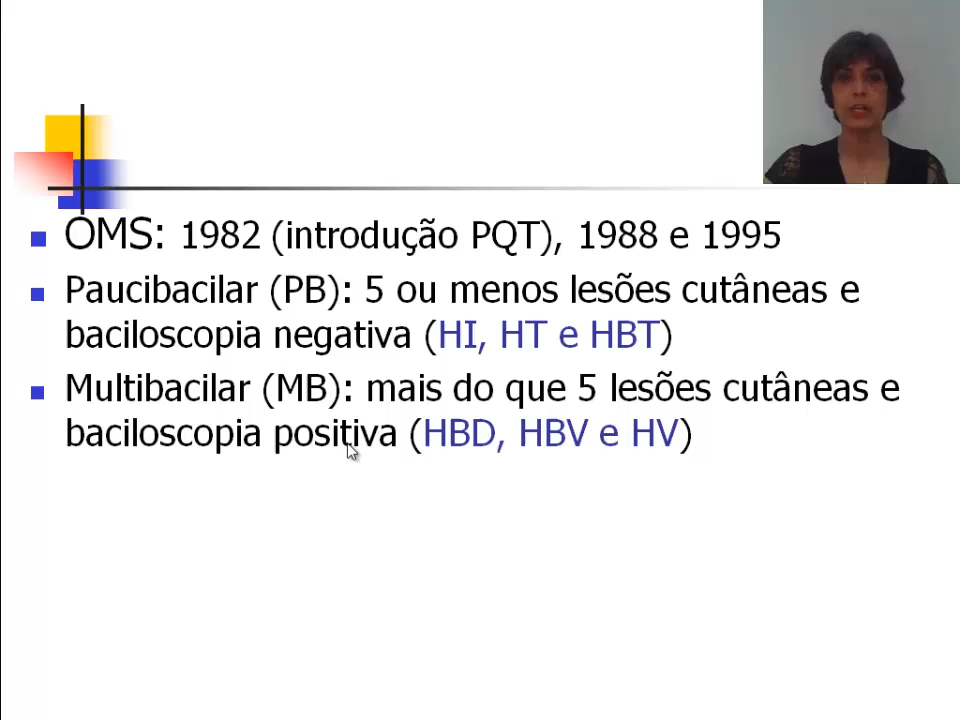 OMS: 1982 (introdução PQT), 1988 e 1995
Paucibacilar (PB): 5 ou menos lesões cutâneas e
baciloscopia negativa (HI, HT e HBT)
Multibacilar (MB): mais do que 5 lesões cutâneas e
baciloscopia positiva (HBD, HBV e HV)